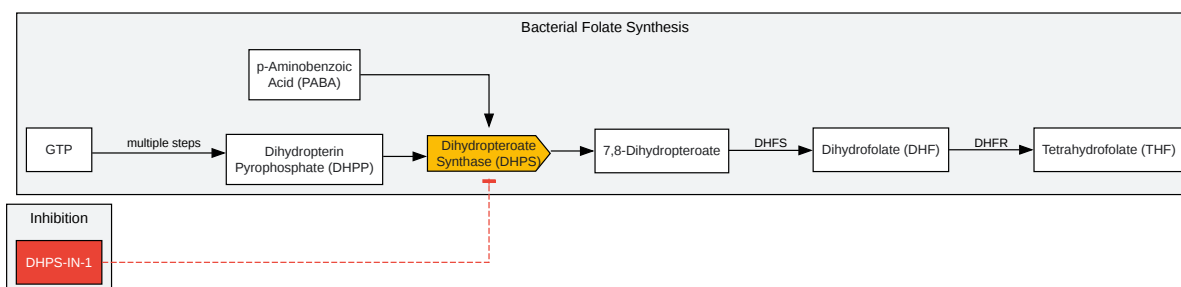 Bacterial Folate Synthesis
p-Aminobenzoic
Acid (PABA)
GTP
multiple steps
Dihydropterin
Pyrophosphate (DHPP)
Dihydropteroate
Synthase (DHPS)
7,8-Dihydropteroate
DHFS
Dihydrofolate (DHF)
DHFR
Tetrahydrofolate (THF)
Inhibition
DHPS-IN-1